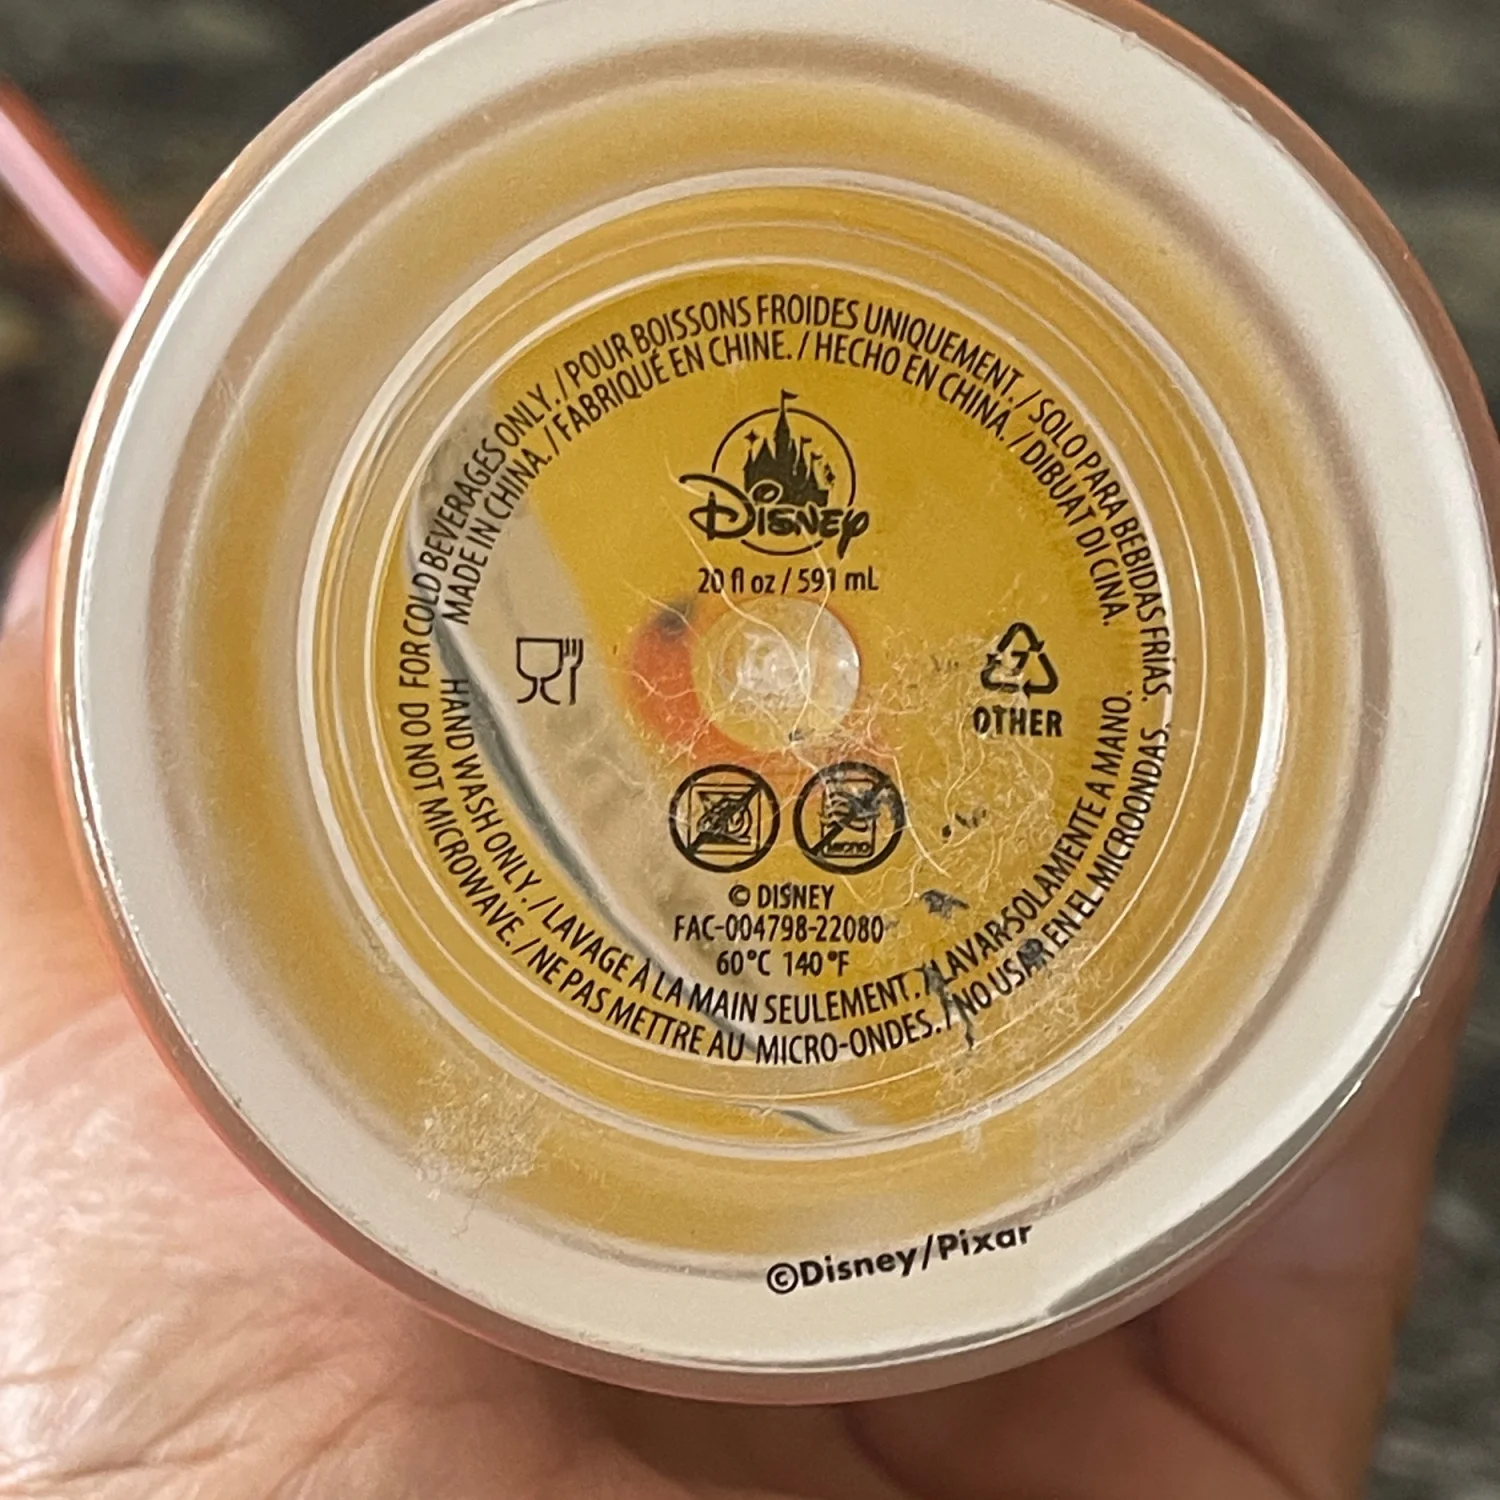 FOR COLD BEVERAGES ONLY. / POUR BOISSONS FROIDES UNIQUEMENT. / SOLO PARA BEBIDAS FRÍAS.
MADE IN CHINA. / FABRIQUÉ EN CHINE. / HECHO EN CHINA. / DIBUAT DI CINA.
Disney
20 fl oz / 591 mL
7
OTHER
MICRO
© DISNEY
FAC-004798-22080
60°C 140°F
HAND WASH ONLY. / LAVAGE À LA MAIN SEULEMENT. / LAVAR SOLAMENTE A MANO.
DO NOT MICROWAVE. / NE PAS METTRE AU MICRO-ONDES. / NO USAR EN EL MICROONDAS.
©Disney/Pixar